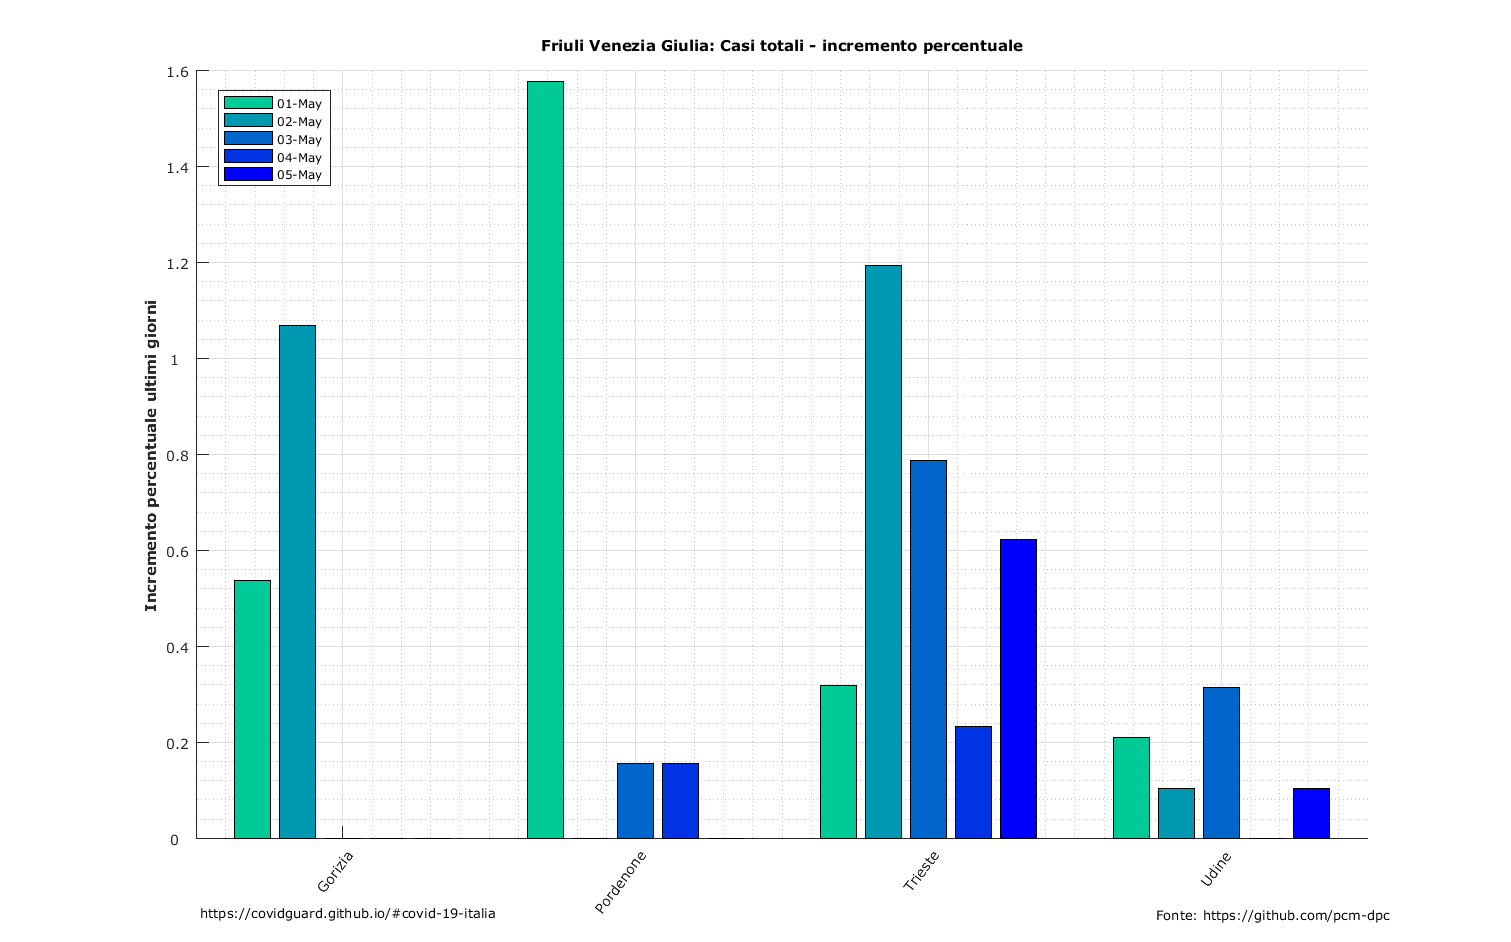 Friuli Venezia Giulia: Casi totali - incremento percentuale
Incremento percentuale ultimi giorni
1.6
1.4
1.2
1
0.8
0.6
0.4
0.2
0
01-May
02-May
03-May
04-May
05-May
Gorizia
Pordenone
Trieste
Udine
https://covidguard.github.io/#covid-19-italia
Fonte: https://github.com/pcm-dpc